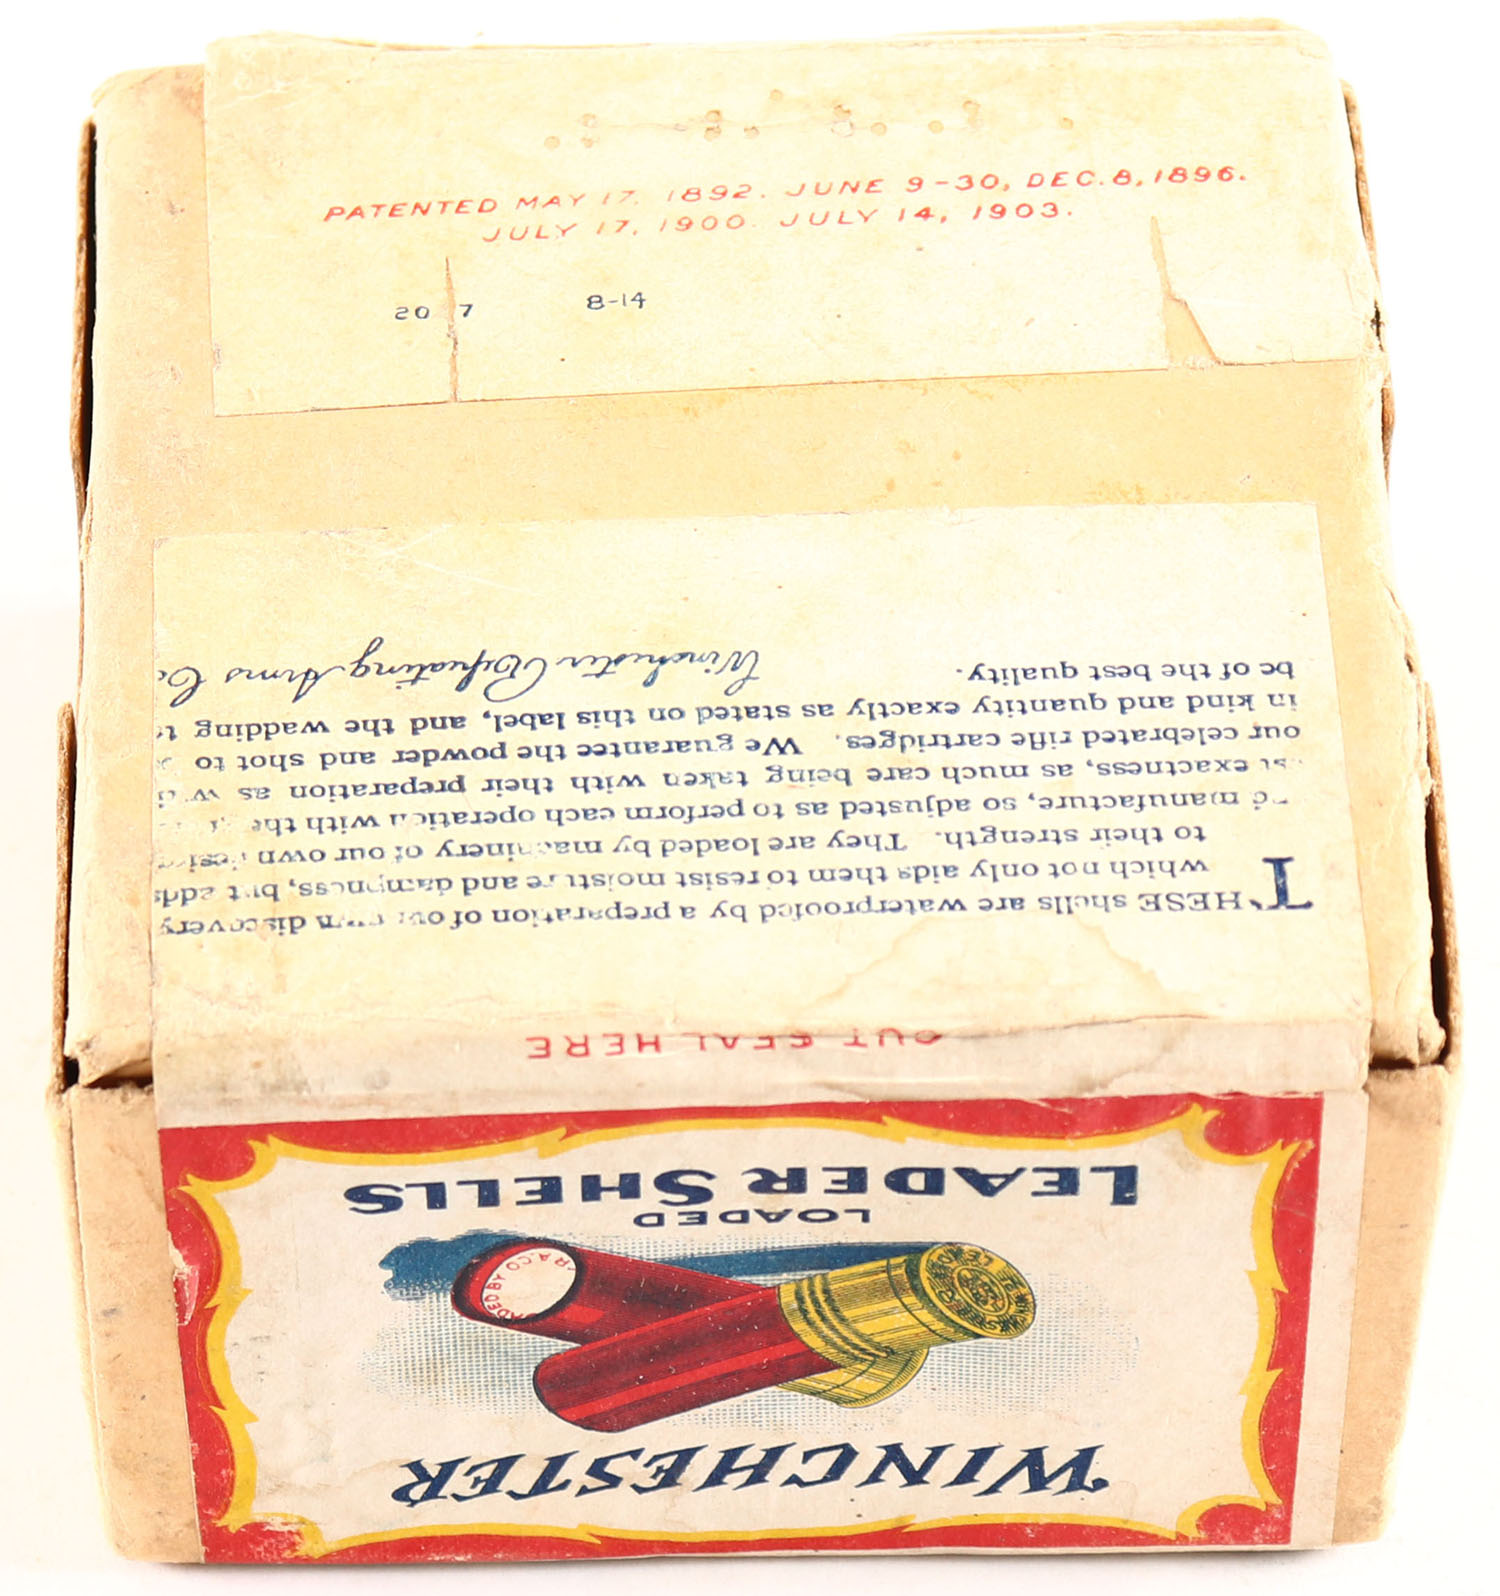 PATENTED MAY 17, 1892. JUNE 9-30, DEC. 8, 1896.
JULY 17, 1900. JULY 14, 1903.
20 7 8-14
THESE shells are waterproofed by a preparation of our own discovery
which not only aids them to resist moisture and dampness, but adds
to their strength. They are loaded by machinery of our own design
manufacture, so adjusted as to perform each operation with the
exactness, as much care being taken with their preparation as with
our celebrated rifle cartridges. We guarantee the powder and shot to
in kind and quantity exactly as stated on this label, and the wadding to
be of the best quality.
Winchester Repeating Arms Co
CUT SEAL HERE
LEADER SHELLS
LOADED
R.A.CO.
LOADED BY
WINCHESTER